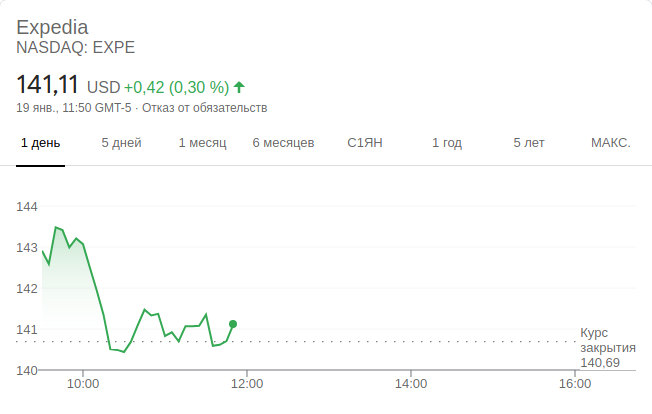 Expedia
NASDAQ: EXPE
141,11 USD +0,42 (0,30 %)
19 янв., 11:50 GMT-5 · Отказ от обязательств
1 день 5 дней 1 месяц 6 месяцев С1ЯН 1 год 5 лет МАКС.
144
143
142
141
Курс
закрытия
140,69
140
10:00 12:00 14:00 16:00